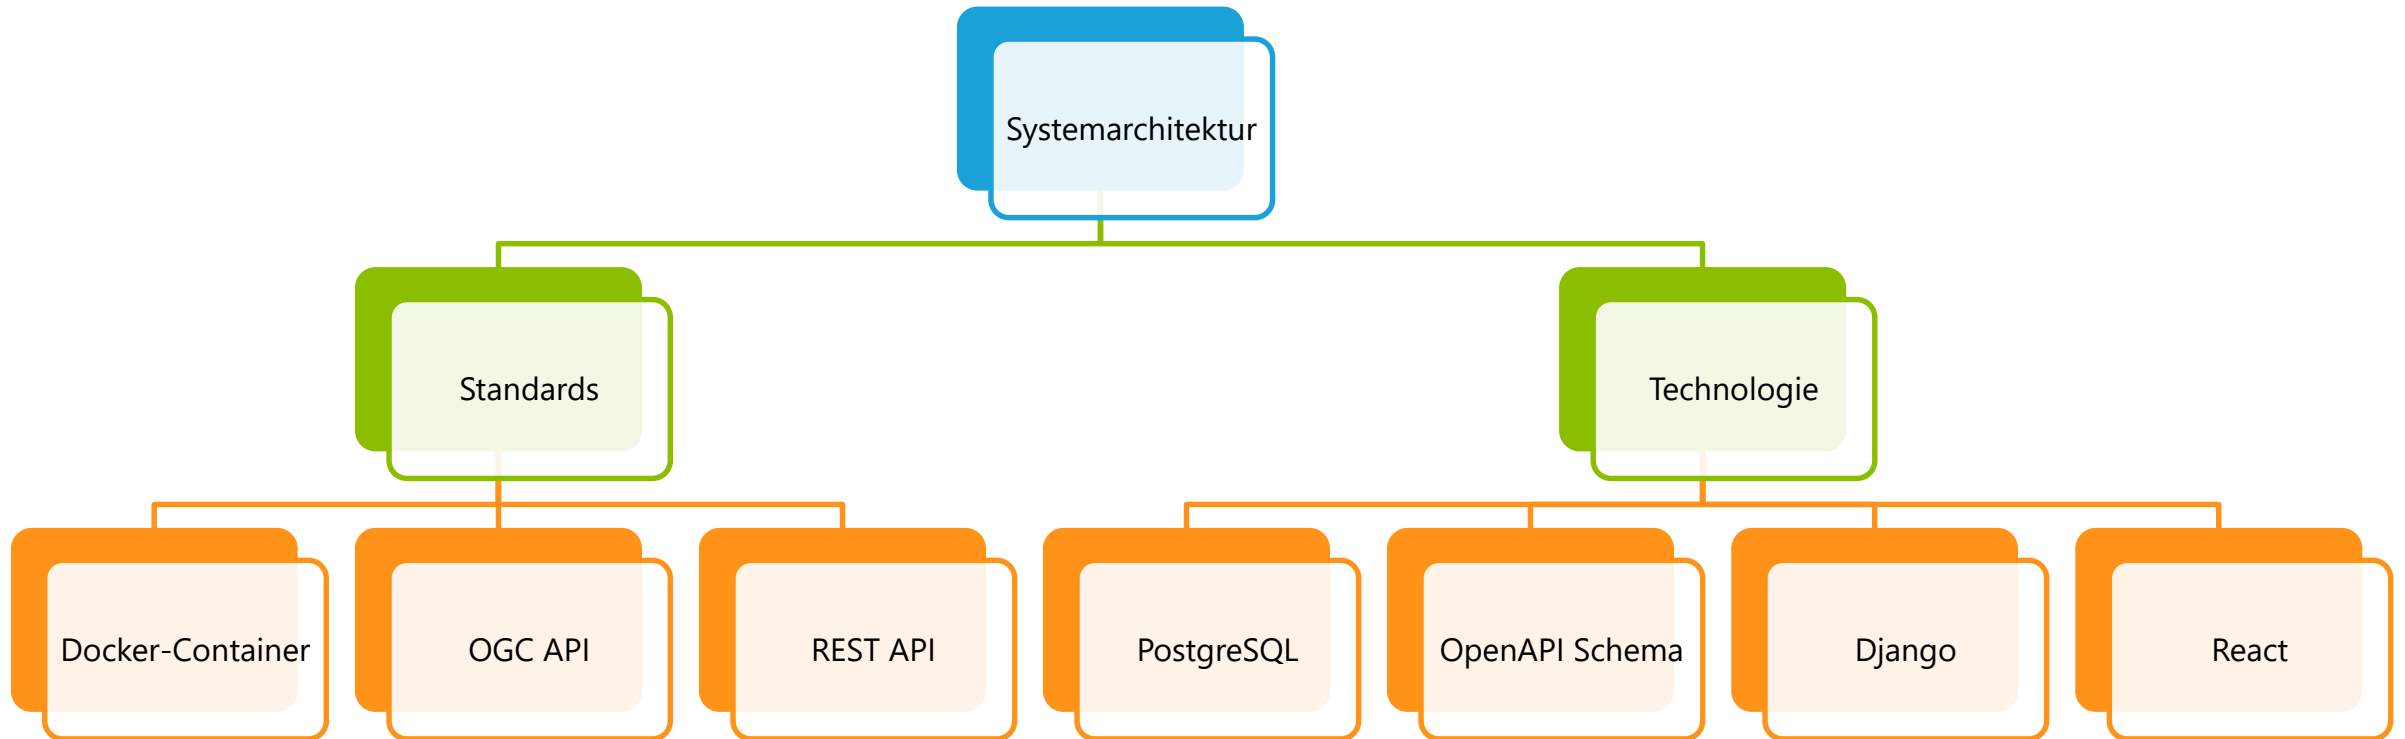 Systemarchitektur
Standards
Technologie
Docker-Container
OGC API
REST API
PostgreSQL
OpenAPI Schema
Django
React